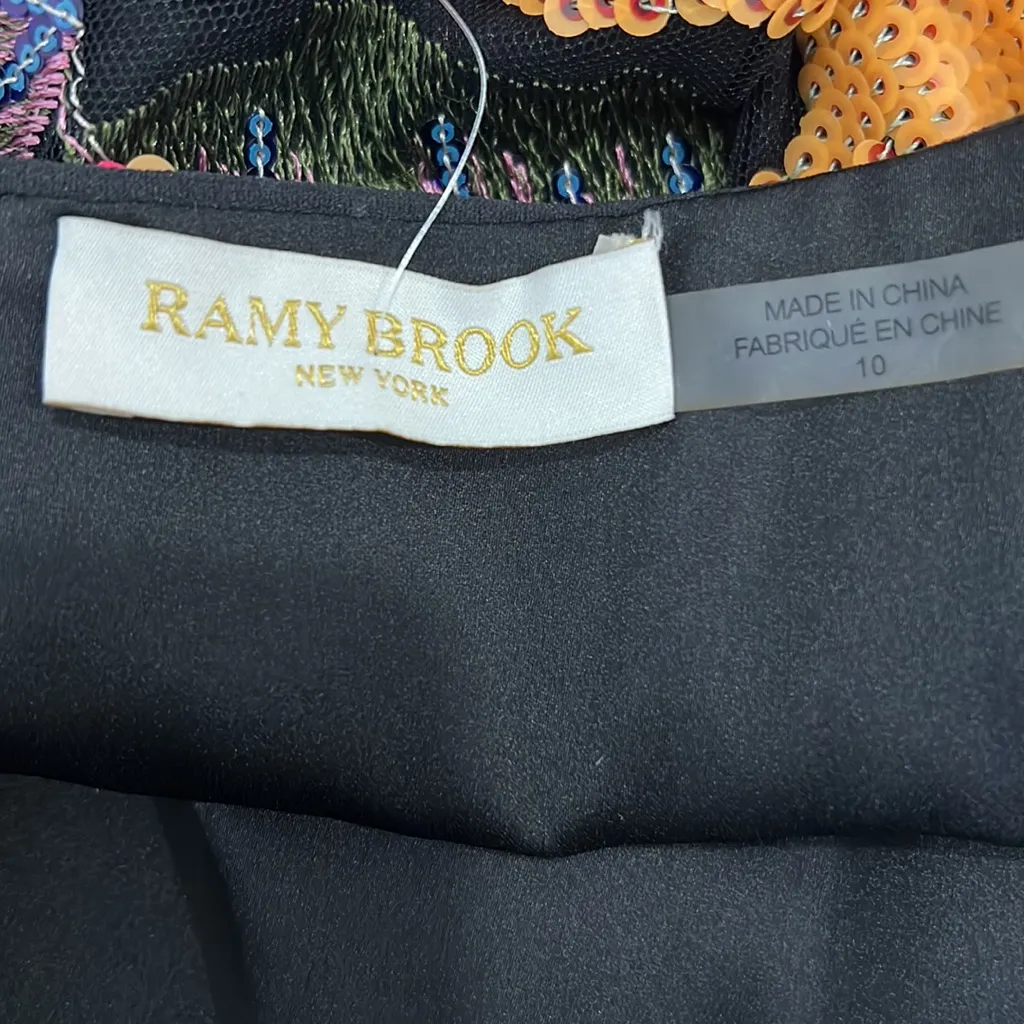 RAMY BROOK
NEW YORK
MADE IN CHINA
FABRIQUÉ EN CHINE
10